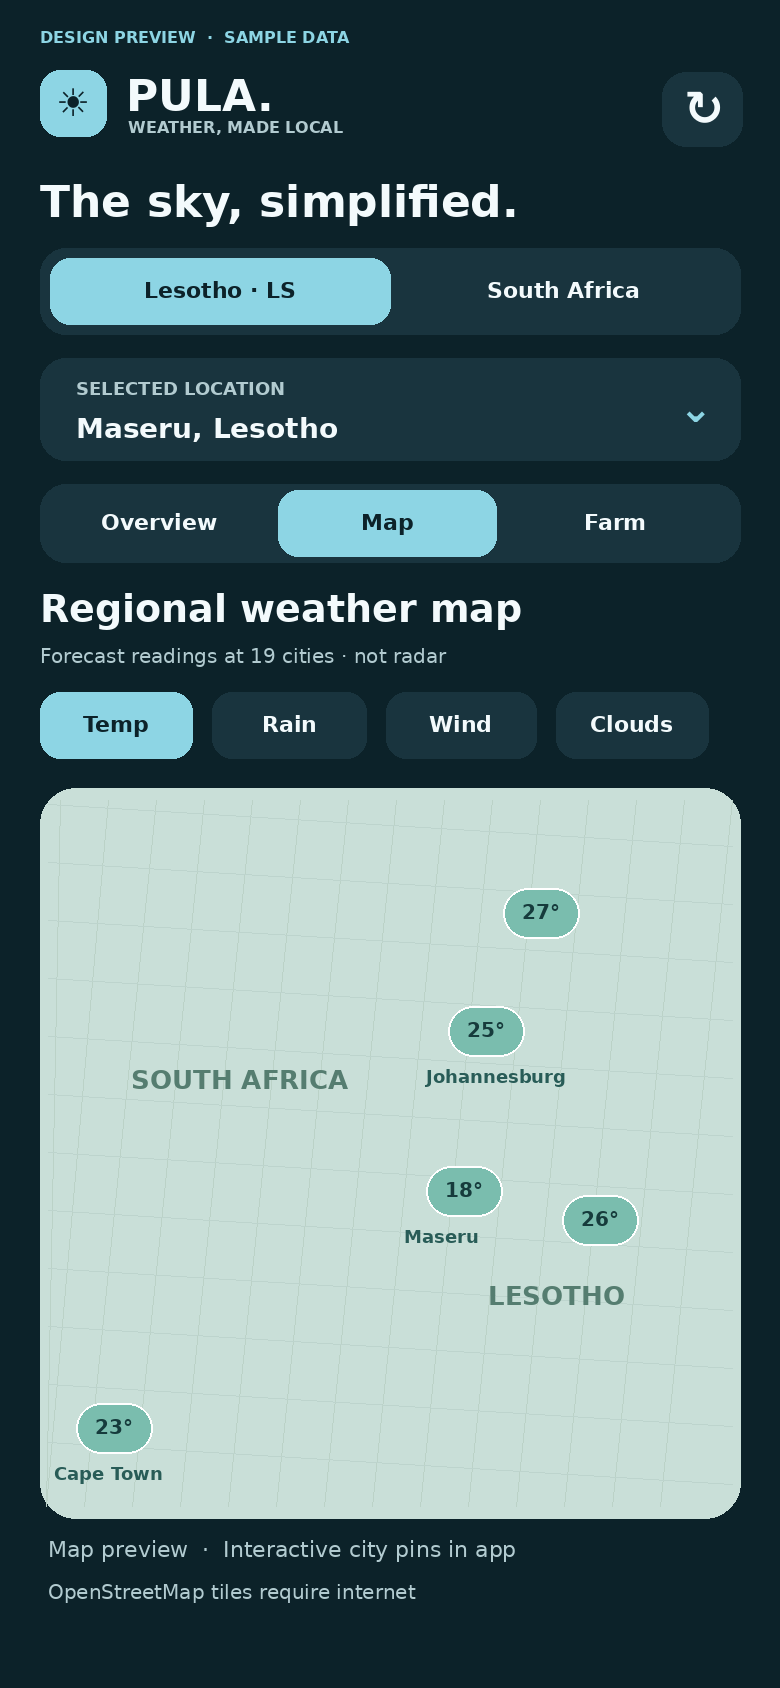 DESIGN PREVIEW · SAMPLE DATA
PULA.
WEATHER, MADE LOCAL
The sky, simplified.
Lesotho · LS South Africa
SELECTED LOCATION
Maseru, Lesotho
Overview Map Farm
Regional weather map
Forecast readings at 19 cities · not radar
Temp Rain Wind Clouds
27°
25°
Johannesburg
SOUTH AFRICA
18°
26°
Maseru
LESOTHO
23°
Cape Town
Map preview · Interactive city pins in app
OpenStreetMap tiles require internet